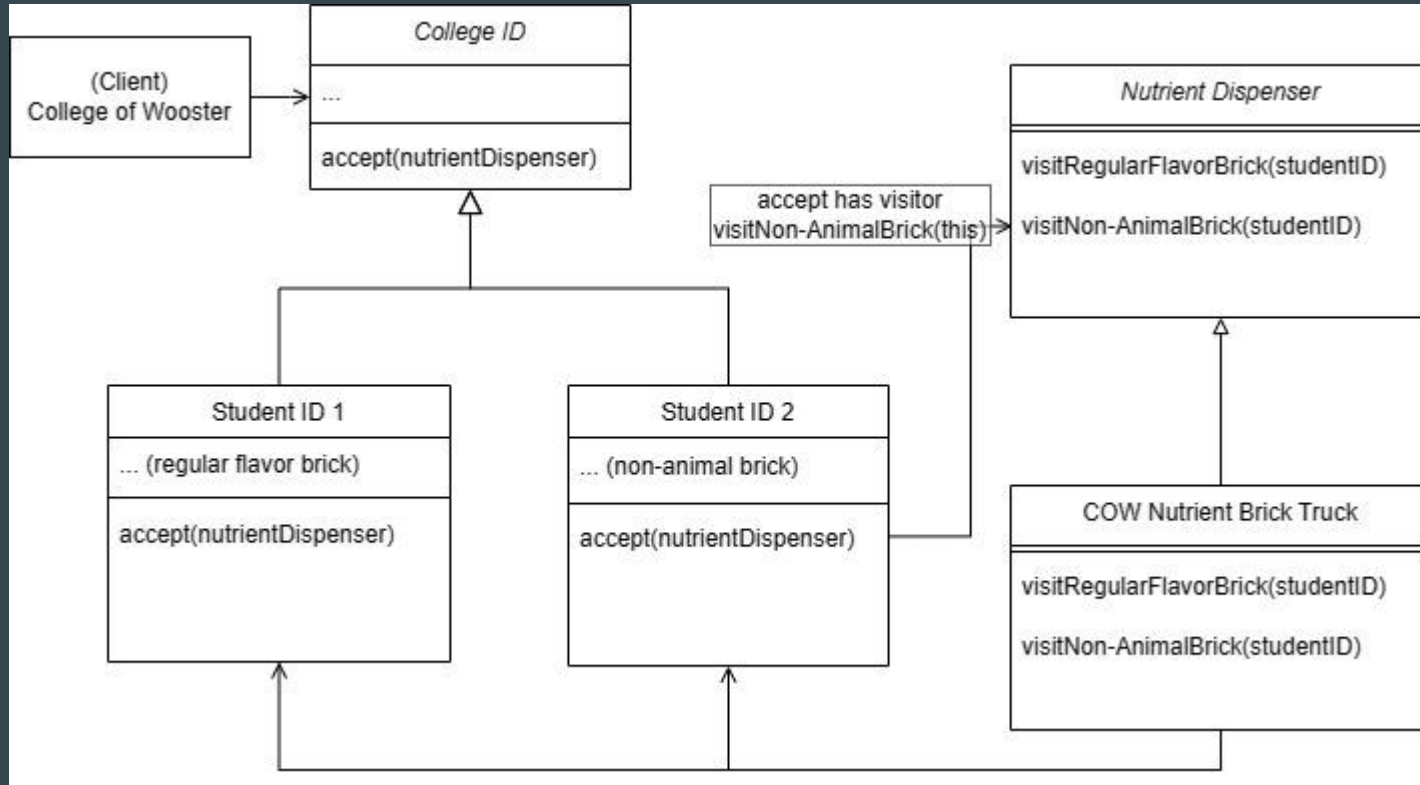 (Client)
College of Wooster
College ID
...
accept(nutrientDispenser)
Nutrient Dispenser
visitRegularFlavorBrick(studentID)
visitNon-AnimalBrick(studentID)
accept has visitor
visitNon-AnimalBrick(this)
Student ID 1
... (regular flavor brick)
accept(nutrientDispenser)
Student ID 2
... (non-animal brick)
accept(nutrientDispenser)
COW Nutrient Brick Truck
visitRegularFlavorBrick(studentID)
visitNon-AnimalBrick(studentID)